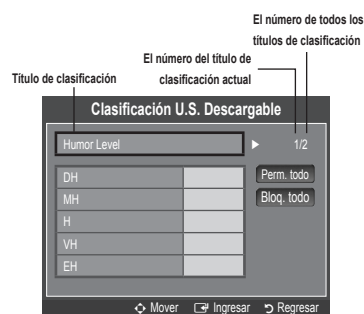 El número de todos los
títulos de clasificación
El número del título de
clasificación actual
Título de clasificación
Clasificación U.S. Descargable
Humor Level ► 1/2
DH
MH
H
VH
EH
Perm. todo
Bloq. todo
Mover Ingresar Regresar